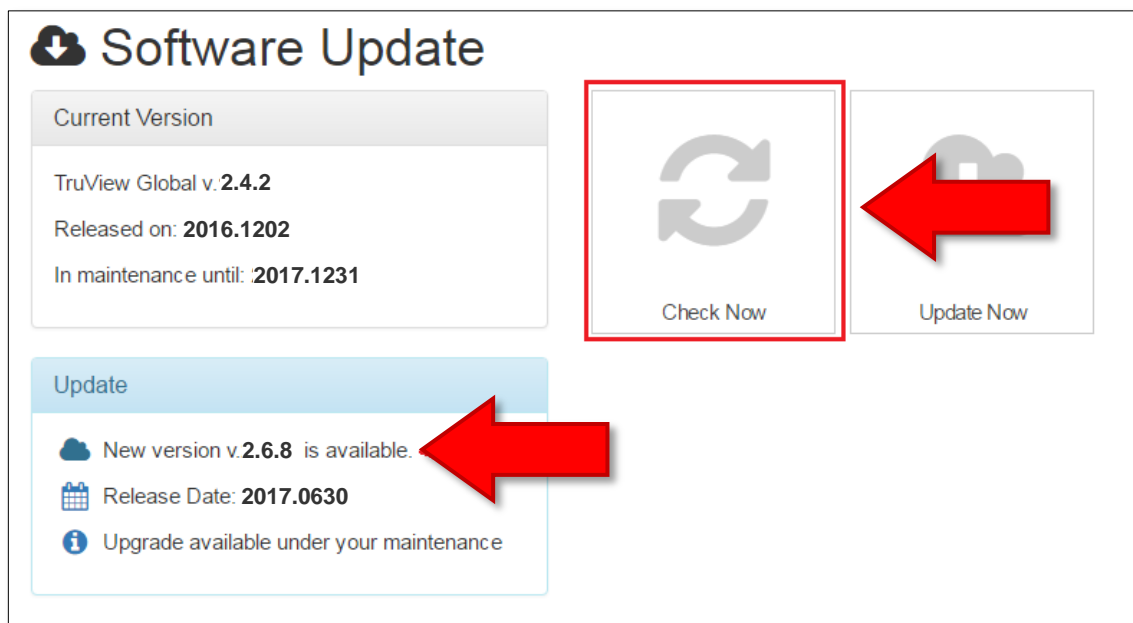 Software Update
Current Version
TruView Global v. 2.4.2
Released on: 2016.1202
In maintenance until: 2017.1231
Check Now
Update Now
Update
New version v. 2.6.8 is available.
Release Date: 2017.0630
Upgrade available under your maintenance